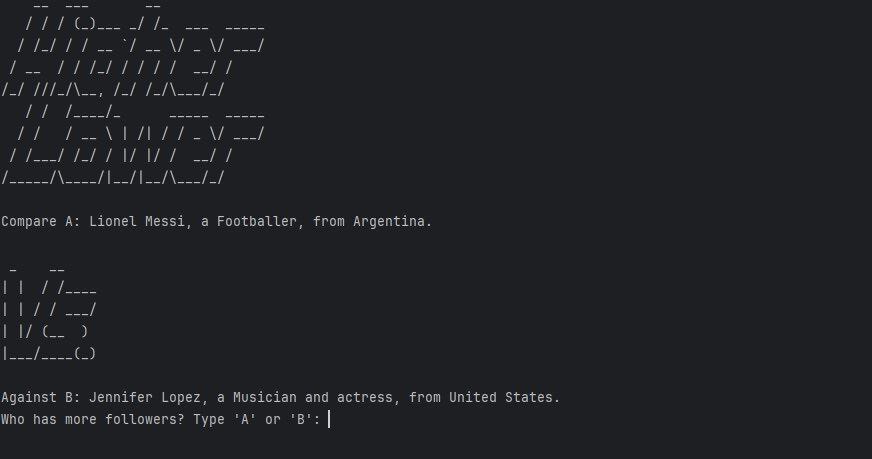 __  ___       __
   / / / (_)___ _/ /_  ___  _____
  / /_/ / / __ `/ __ \/ _ \/ ___/
 / __  / / /_/ / / / /  __/ /
/_/ ///_/\__, /_/ /_/\___/_/
   / /  /____/_      _____  _____
  / /   / __ \ | /| / / _ \/ ___/
 / /___/ /_/ / |/ |/ /  __/ /
/_____/\____/|__/|__/\___/_/
Compare A: Lionel Messi, a Footballer, from Argentina.
 _    __
| |  / /____
| | / / ___/
| |/ (__  )
|___/____(_)
Against B: Jennifer Lopez, a Musician and actress, from United States.
Who has more followers? Type 'A' or 'B':